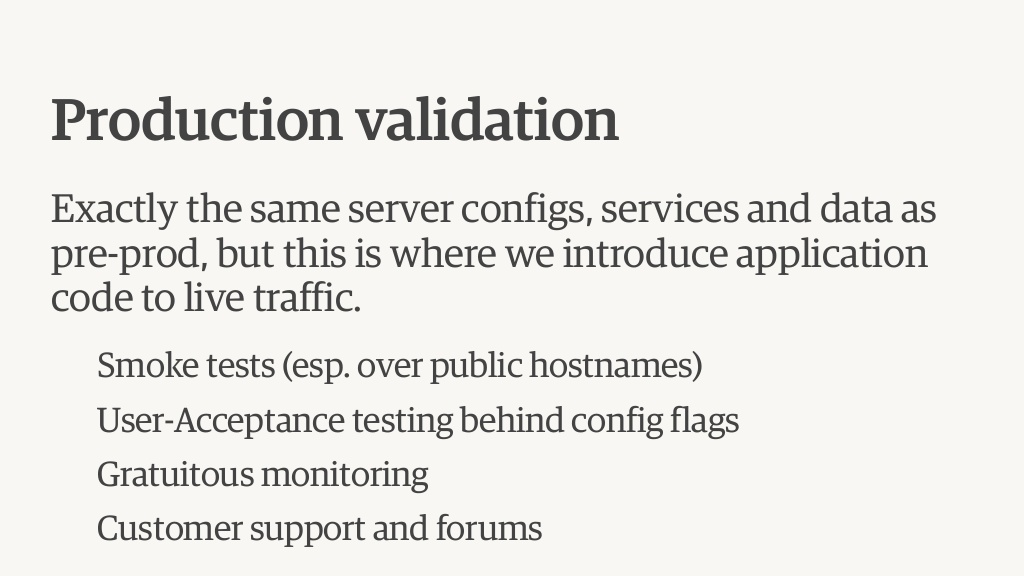 Production validation
Exactly the same server configs, services and data as
pre-prod, but this is where we introduce application
code to live traffic.
Smoke tests (esp. over public hostnames)
User-Acceptance testing behind config flags
Gratuitous monitoring
Customer support and forums